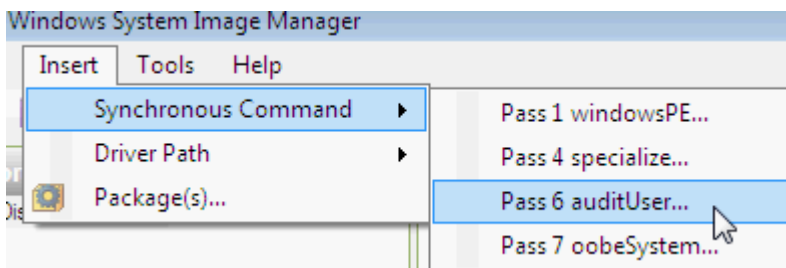 Windows System Image Manager
Insert Tools Help
Synchronous Command
Pass 1 windowsPE...
Driver Path
Pass 4 specialize...
Package(s)...
Pass 6 auditUser...
Pass 7 oobeSystem...